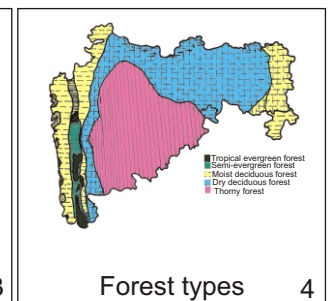 Tropical evergreen forest
Semi-evergreen forest
Moist deciduous forest
Dry deciduous forest
Thorny forest
3
Forest types
4